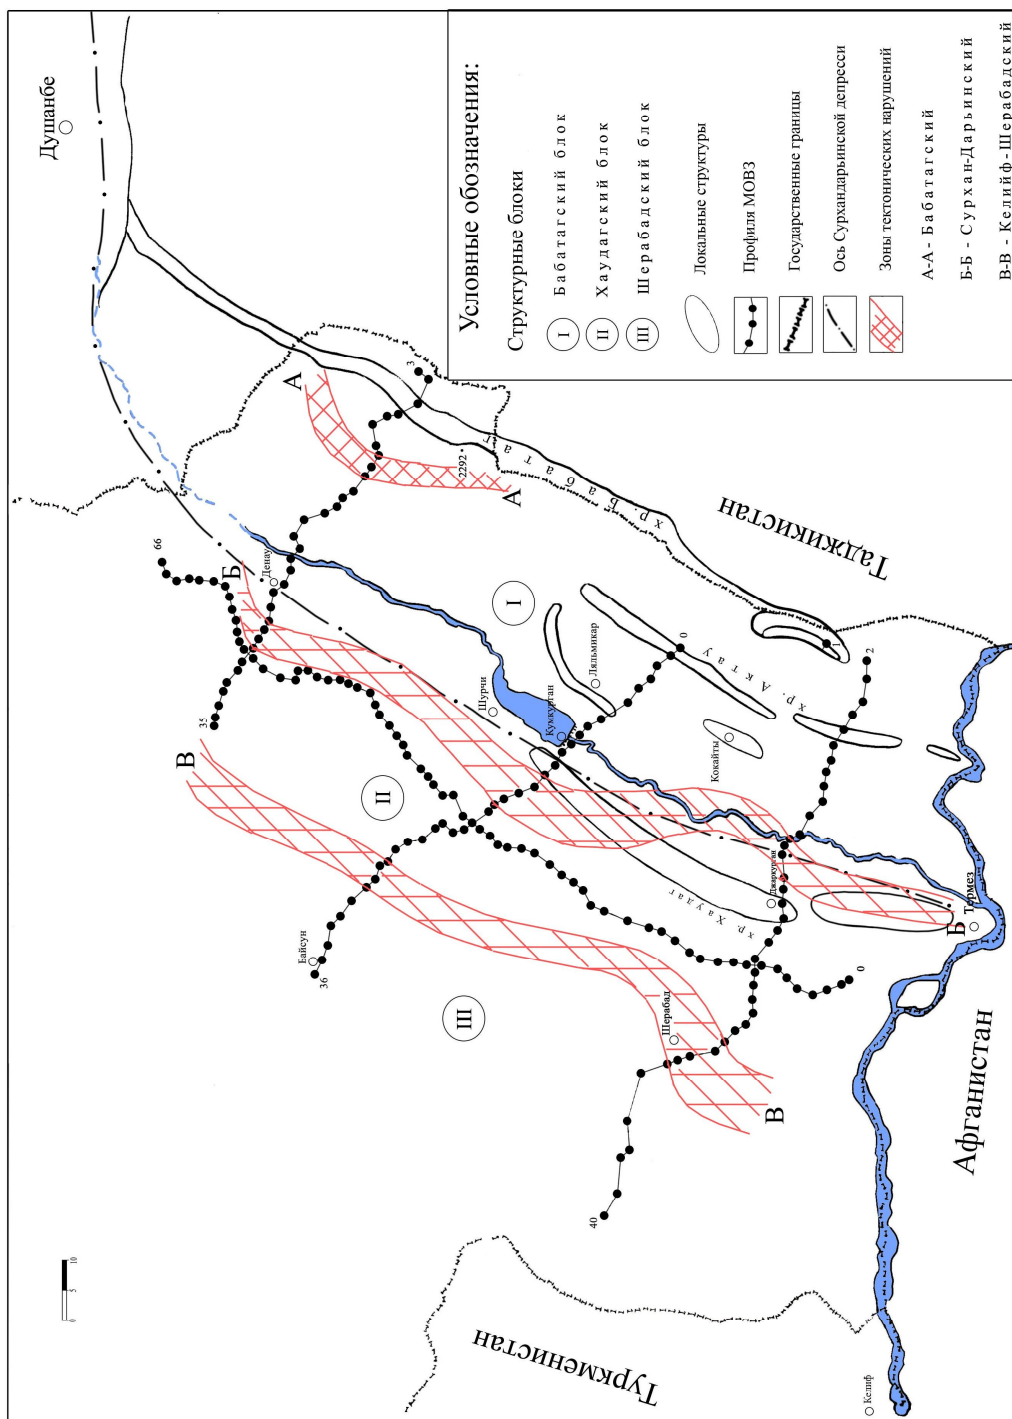 Условные обозначения:
Структурные блоки
I Бабатагский блок
II Хаудагский блок
III Шерабадский блок
Локальные структуры
Профиля МОВЗ
Государственные границы
Ось Сурхандарьинской депресси
Зоны тектонических нарушений
А-А - Бабатагский
Б-Б - Сурхан-Дарьинский
В-В - Келийф-Шерабадский
Душанбе
А
3
2292
А
хр. Бабатаг
Таджикистан
66
Б
Денау
35
I
Ляльмикар
0
хр. Актау
1
2
Шурчи
Кумкурган
Кокайты
В
II
хр. Хаудаг
Джаркурган
Б
Термез
Байсун
36
0
III
Шерабад
В
40
Афганистан
Туркменистан
Келиф
0 5 10